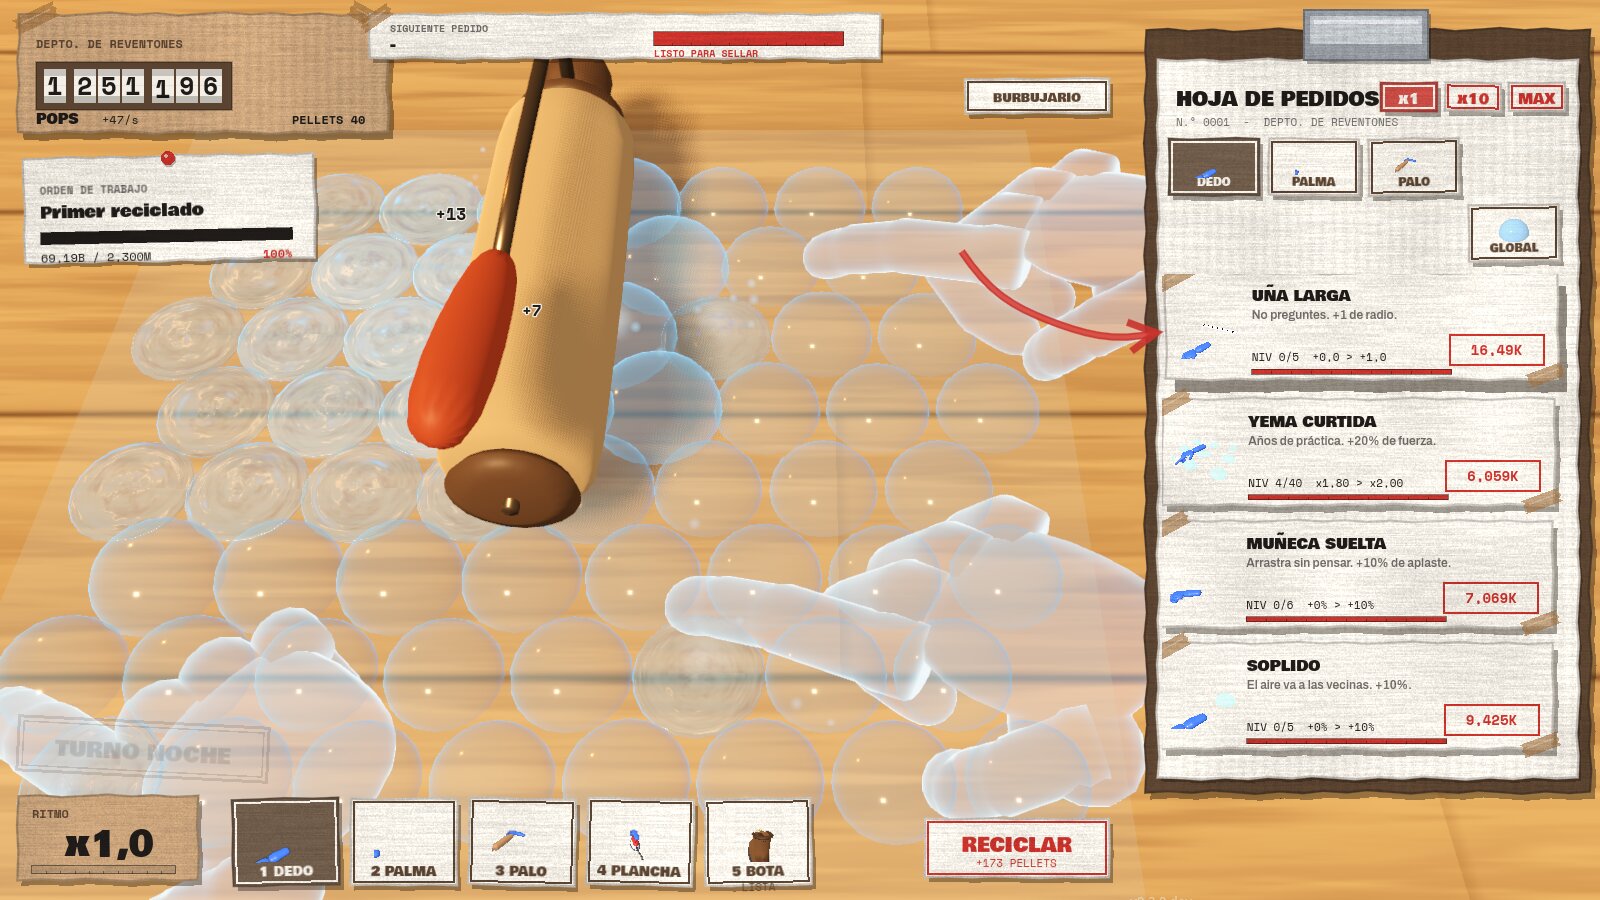 DEPTO. DE REVENTONES
1 251 196
POPS +47/s PELLETS 40
SIGUIENTE PEDIDO
-
LISTO PARA SELLAR
ORDEN DE TRABAJO
Primer reciclado
69.19B / 2,300M 100%
+13
+7
BURBUJARIO
HOJA DE PEDIDOS x1 x10 MAX
N.° 0001 - DEPTO. DE REVENTONES
DEDO PALMA PALO
GLOBAL
UÑA LARGA
No preguntes. +1 de radio.
NIV 0/5 +0,0 > +1,0 16,49K
YEMA CURTIDA
Años de práctica. +20% de fuerza.
NIV 4/40 x1,80 > x2,00 6,059K
MUÑECA SUELTA
Arrastra sin pensar. +10% de aplaste.
NIV 0/6 +0% > +10% 7,069K
SOPLIDO
El aire va a las vecinas. +10%.
NIV 0/5 +0% > +10% 9,425K
TURNO NOCHE
RITMO
x1,0
1 DEDO 2 PALMA 3 PALO 4 PLANCHA 5 BOTA
LISTA
RECICLAR
+173 PELLETS